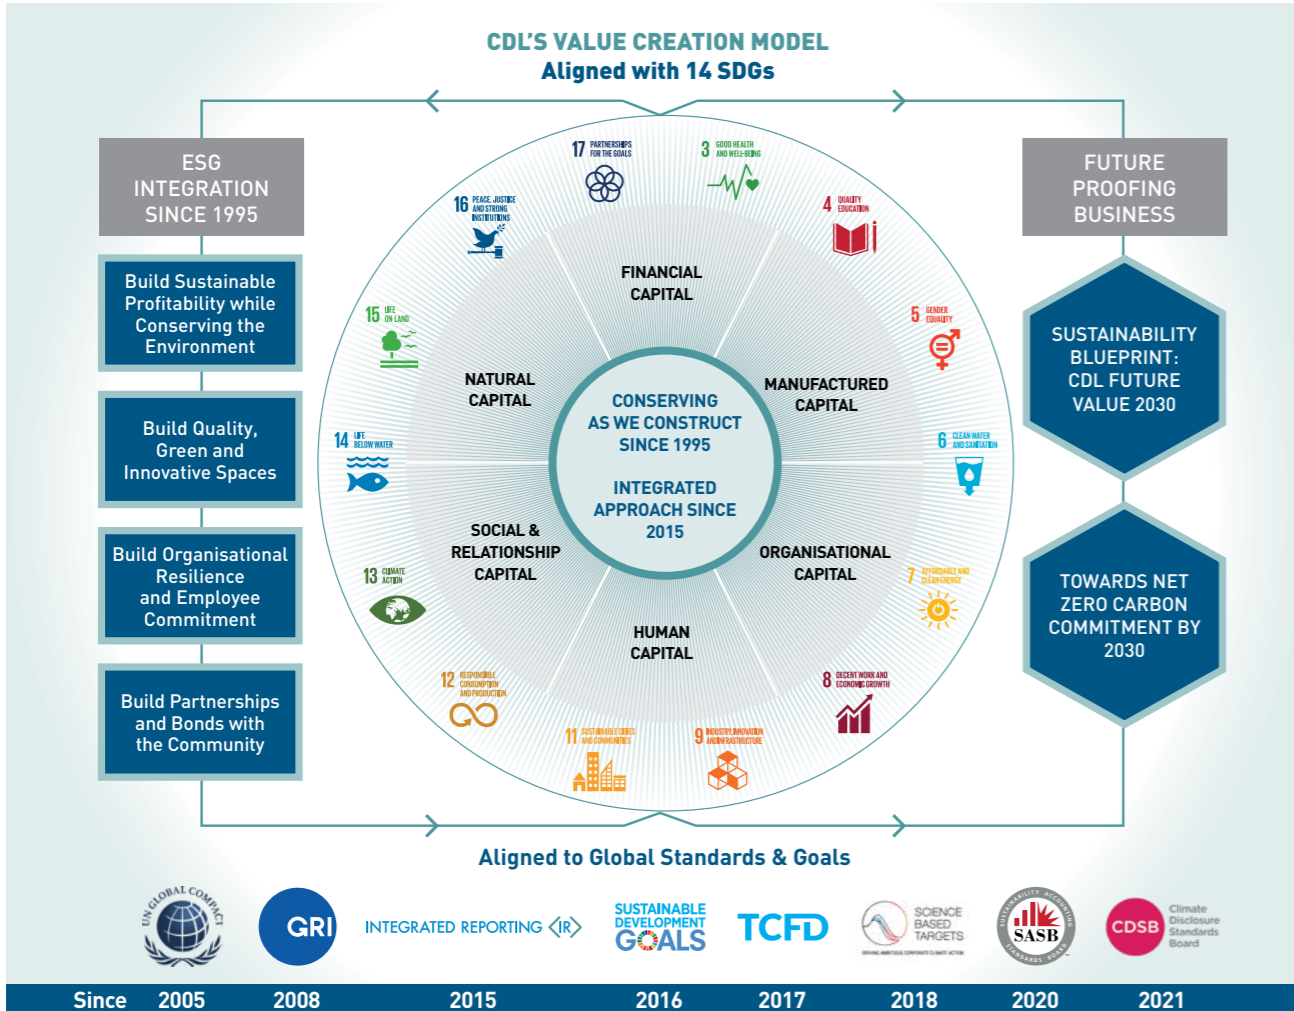 CDL'S VALUE CREATION MODEL
Aligned with 14 SDGs
ESG
INTEGRATION
SINCE 1995
Build Sustainable
Profitability while
Conserving the
Environment
Build Quality,
Green and
Innovative Spaces
Build Organisational
Resilience
and Employee
Commitment
Build Partnerships
and Bonds with
the Community
17 PARTNERSHIPS
FOR THE GOALS
3 GOOD HEALTH
AND WELL-BEING
4 QUALITY
EDUCATION
5 GENDER
EQUALITY
6 CLEAN WATER
AND SANITATION
7 AFFORDABLE AND
CLEAN ENERGY
8 DECENT WORK AND
ECONOMIC GROWTH
9 INDUSTRY, INNOVATION
AND INFRASTRUCTURE
11 SUSTAINABLE CITIES
AND COMMUNITIES
12 RESPONSIBLE
CONSUMPTION
AND PRODUCTION
13 CLIMATE
ACTION
14 LIFE
BELOW WATER
15 LIFE
ON LAND
16 PEACE, JUSTICE
AND STRONG
INSTITUTIONS
FINANCIAL
CAPITAL
MANUFACTURED
CAPITAL
ORGANISATIONAL
CAPITAL
HUMAN
CAPITAL
SOCIAL &
RELATIONSHIP
CAPITAL
NATURAL
CAPITAL
CONSERVING
AS WE CONSTRUCT
SINCE 1995
INTEGRATED
APPROACH SINCE
2015
FUTURE
PROOFING
BUSINESS
SUSTAINABILITY
BLUEPRINT:
CDL FUTURE
VALUE 2030
TOWARDS NET
ZERO CARBON
COMMITMENT BY
2030
Aligned to Global Standards & Goals
UN GLOBAL COMPACT
GRI
INTEGRATED REPORTING <IR>
SUSTAINABLE
DEVELOPMENT
GOALS
TCFD
SCIENCE
BASED
TARGETS
DRIVING AMBITIOUS CORPORATE CLIMATE ACTION
SUSTAINABILITY ACCOUNTING
SASB
STANDARDS BOARD
CDSB
Climate
Disclosure
Standards
Board
Since 2005 2008 2015 2016 2017 2018 2020 2021